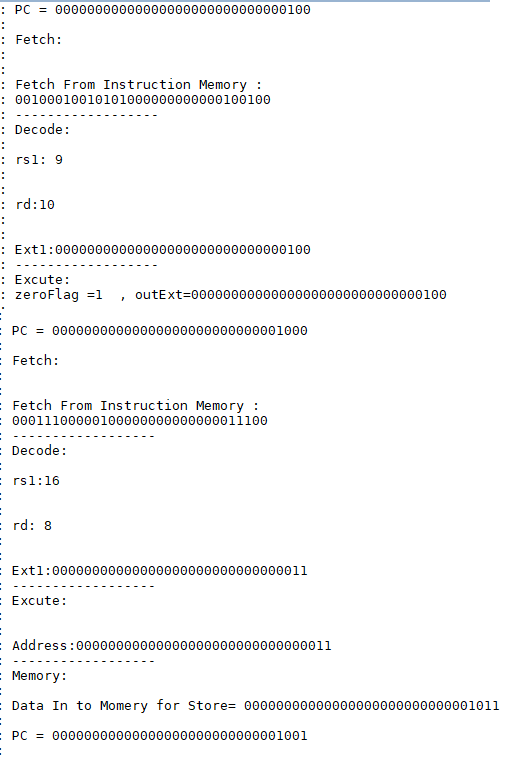 : PC = 00000000000000000000000000000100
:
: Fetch:
:
:
: Fetch From Instruction Memory :
: 00100010010101000000000000100100
: ------------------
: Decode:
:
: rs1: 9
:
:
: rd:10
:
:
: Ext1:00000000000000000000000000000100
: ------------------
: Excute:
: zeroFlag =1  , outExt=00000000000000000000000000000100
:
:
: PC = 00000000000000000000000000001000
:
: Fetch:
:
:
: Fetch From Instruction Memory :
: 00011100000100000000000000011100
: ------------------
: Decode:
:
: rs1:16
:
:
: rd: 8
:
:
: Ext1:00000000000000000000000000000011
: ------------------
: Excute:
:
:
: Address:00000000000000000000000000000011
: ------------------
: Memory:
:
: Data In to Momery for Store= 00000000000000000000000000001011
:
: PC = 00000000000000000000000000001001
: